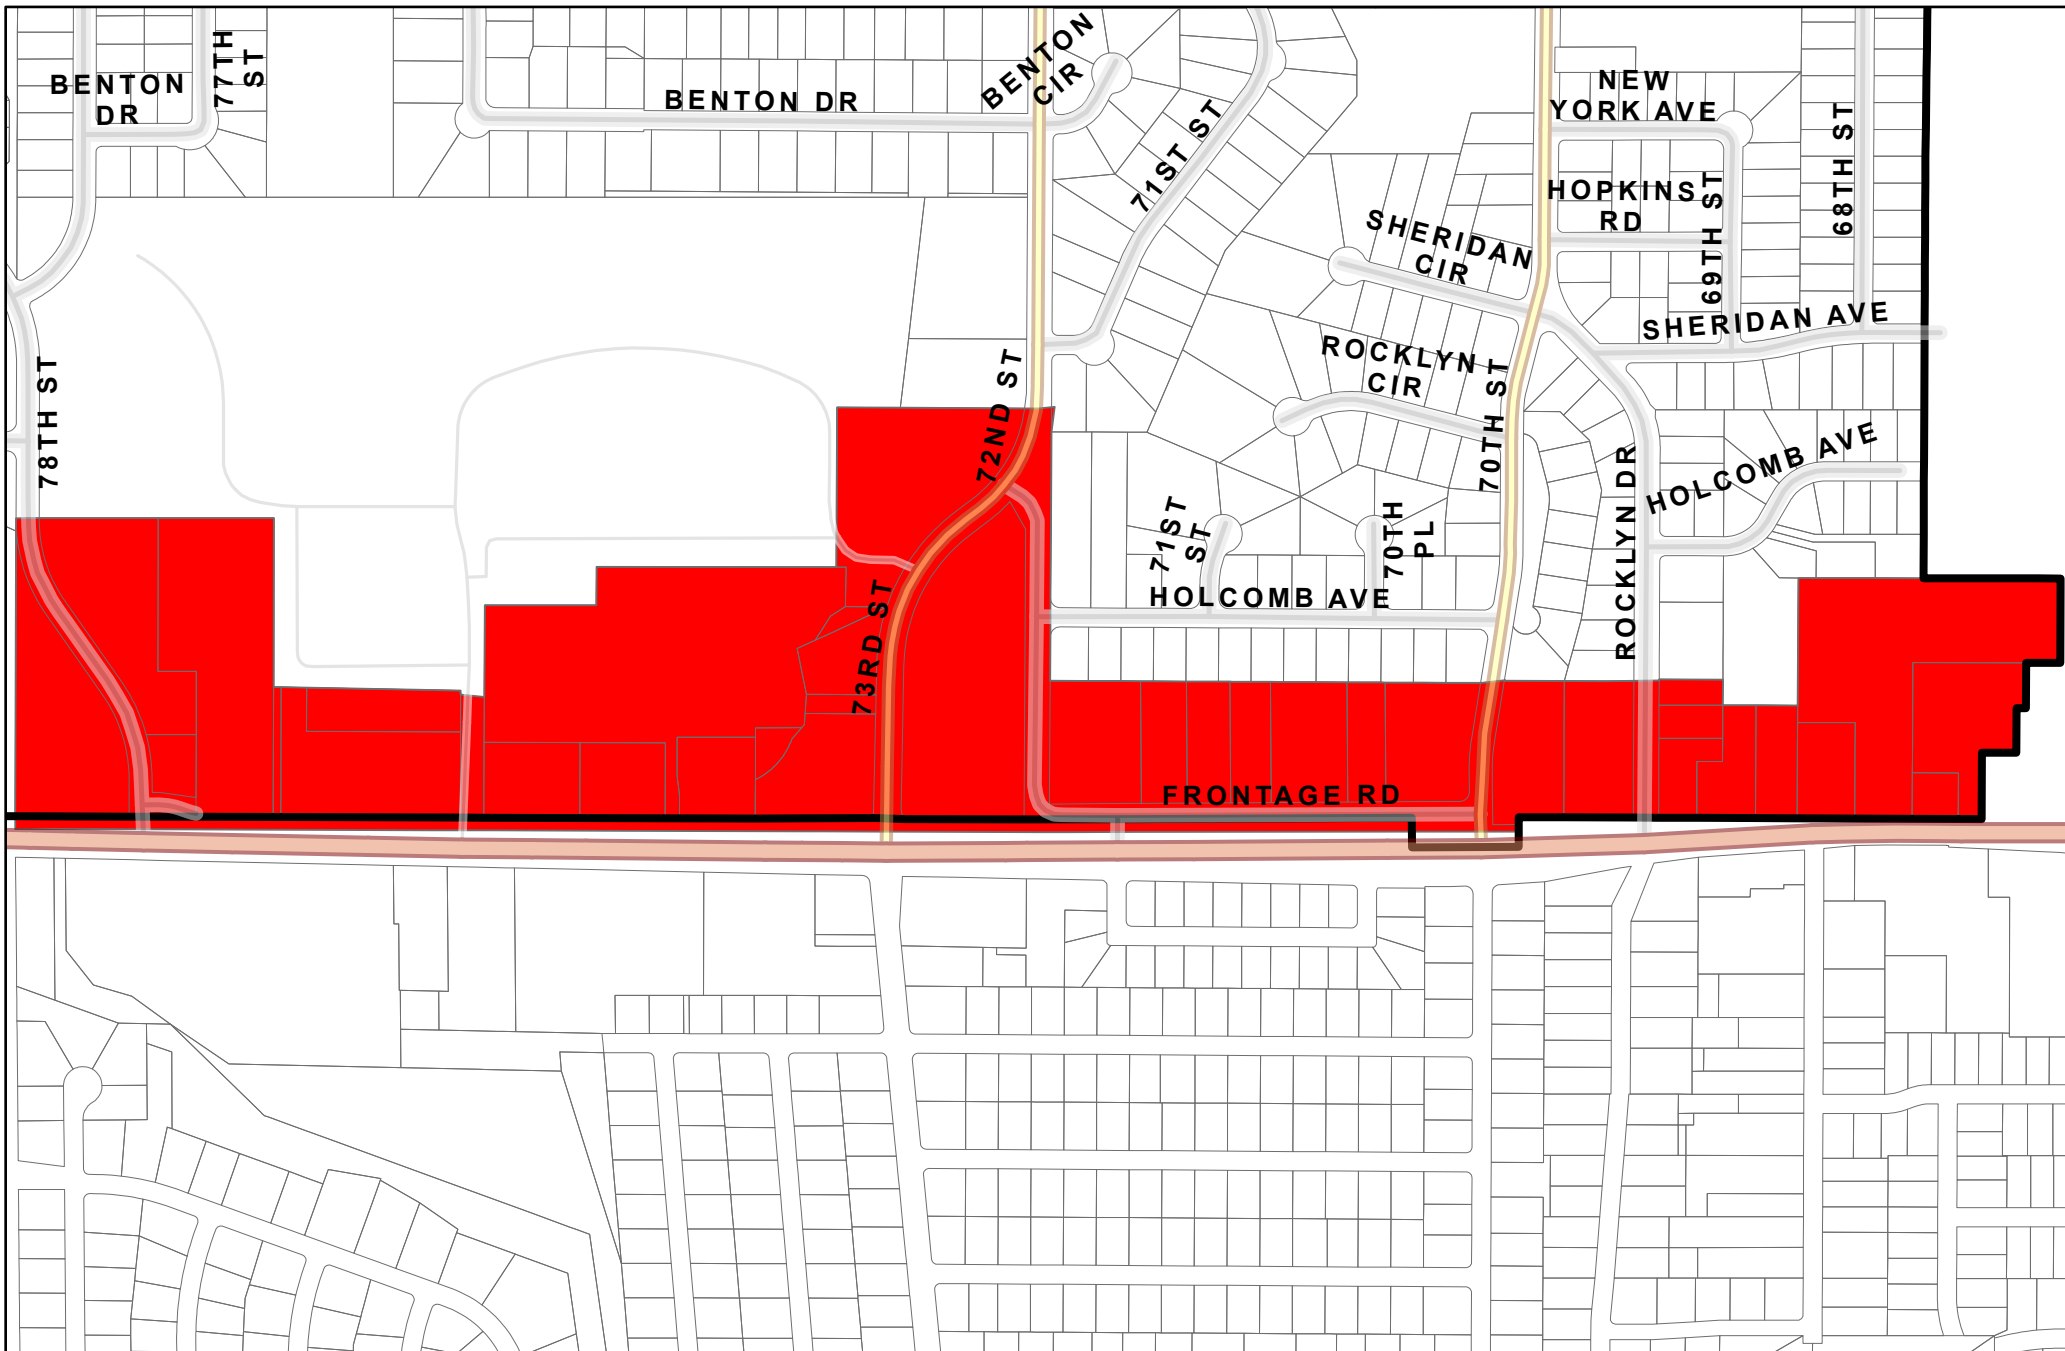 BENTON
DR
77TH
ST
BENTON DR
BENTON
CIR
71ST ST
NEW
YORK AVE
68TH ST
HOPKINS
RD
69TH ST
SHERIDAN
CIR
SHERIDAN AVE
78TH ST
72ND ST
ROCKLYN
CIR
70TH ST
ROCKLYN DR
HOLCOMB AVE
71ST
ST
70TH
PL
HOLCOMB AVE
73RD ST
FRONTAGE RD